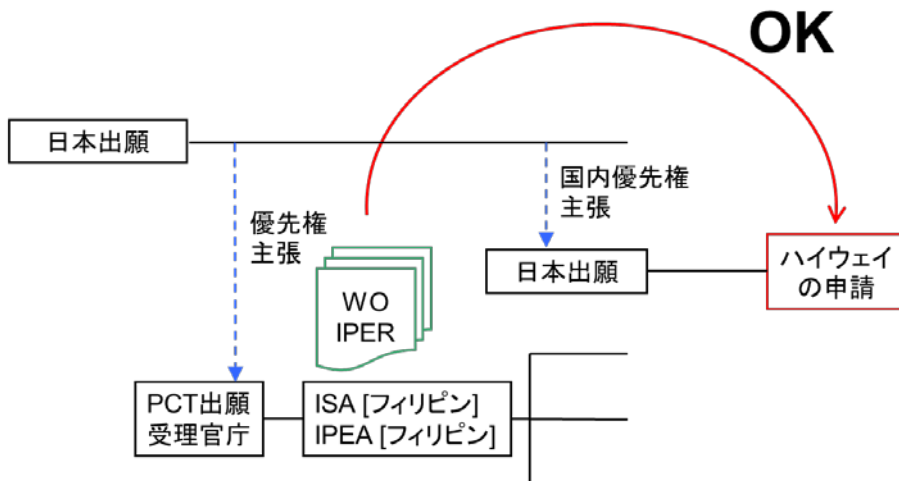 OK
日本出願
国内優先権
主張
優先権
主張
日本出願
ハイウェイ
の申請
WO
IPER
PCT出願
受理官庁
ISA [フィリピン]
IPEA [フィリピン]